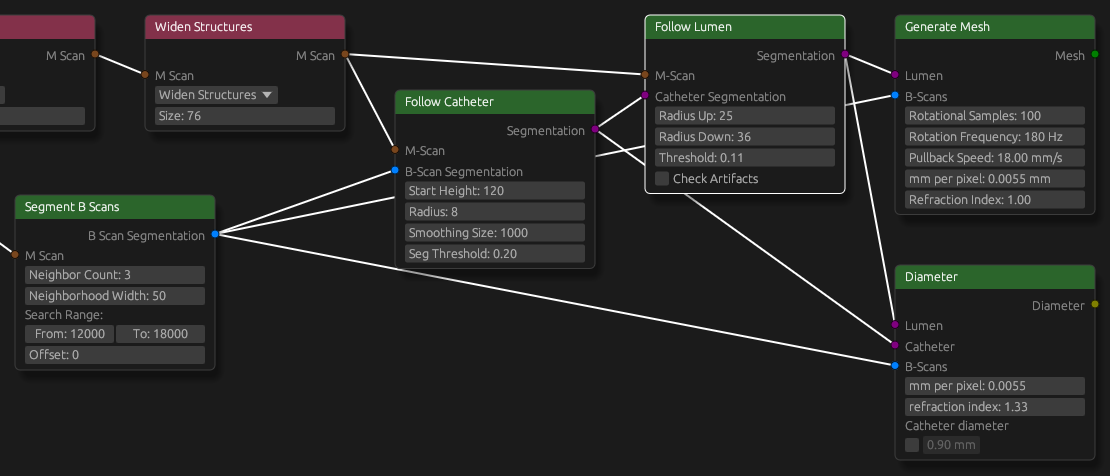 M Scan
Widen Structures
M Scan
M Scan
Widen Structures
Size: 76
Segment B Scans
B Scan Segmentation
M Scan
Neighbor Count: 3
Neighborhood Width: 50
Search Range:
From: 12000
To: 18000
Offset: 0
Follow Catheter
Segmentation
M-Scan
B-Scan Segmentation
Start Height: 120
Radius: 8
Smoothing Size: 1000
Seg Threshold: 0.20
Follow Lumen
Segmentation
M-Scan
Catheter Segmentation
Radius Up: 25
Radius Down: 36
Threshold: 0.11
Check Artifacts
Generate Mesh
Mesh
Lumen
B-Scans
Rotational Samples: 100
Rotation Frequency: 180 Hz
Pullback Speed: 18.00 mm/s
mm per pixel: 0.0055 mm
Refraction Index: 1.00
Diameter
Diameter
Lumen
Catheter
B-Scans
mm per pixel: 0.0055
refraction index: 1.33
Catheter diameter
0.90 mm